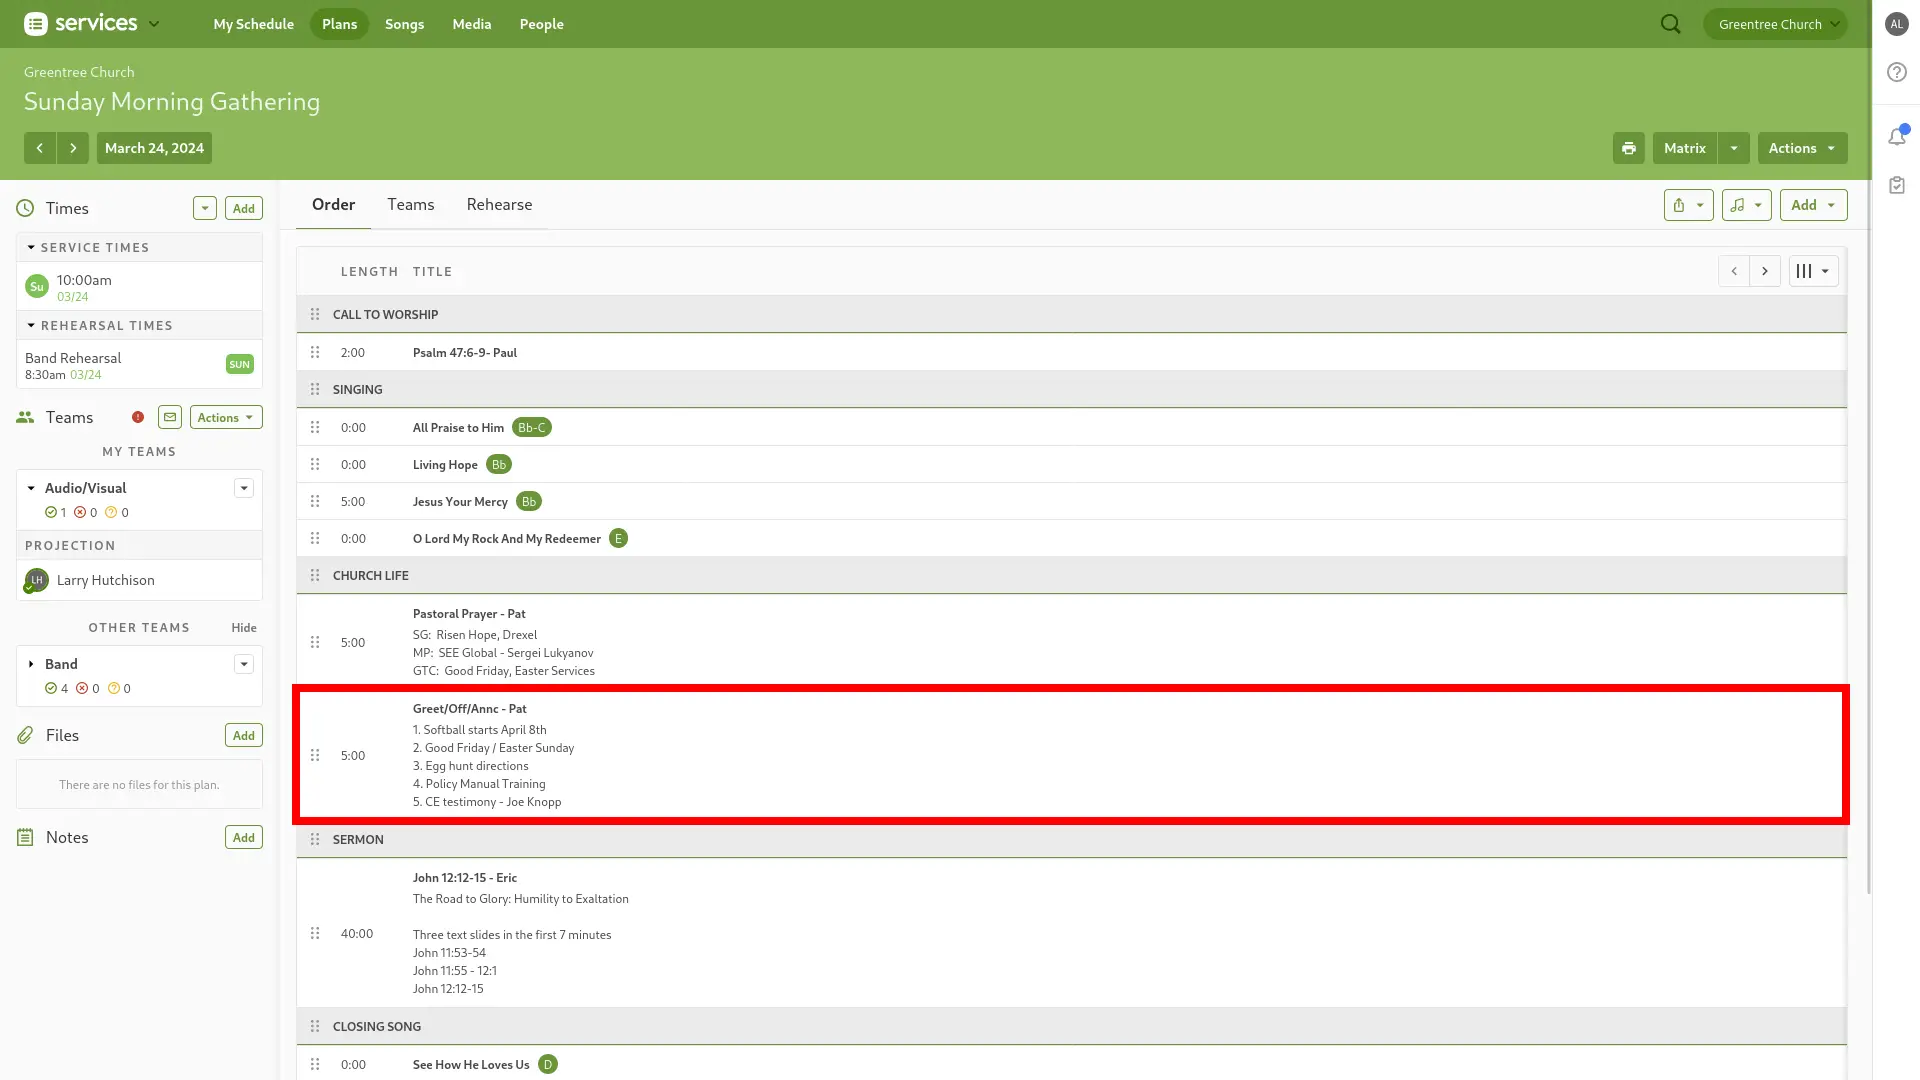 services
My Schedule
Plans
Songs
Media
People
Greentree Church
AL
Greentree Church
Sunday Morning Gathering
March 24, 2024
Matrix
Actions
Times
Add
SERVICE TIMES
Su
10:00am
03/24
REHEARSAL TIMES
Band Rehearsal
8:30am 03/24
SUN
Teams
Actions
MY TEAMS
Audio/Visual
1 0 0
PROJECTION
LH
Larry Hutchison
OTHER TEAMS
Hide
Band
4 0 0
Files
Add
There are no files for this plan.
Notes
Add
Order
Teams
Rehearse
Add
LENGTH TITLE
CALL TO WORSHIP
2:00 Psalm 47:6-9- Paul
SINGING
0:00 All Praise to Him Bb-C
0:00 Living Hope Bb
5:00 Jesus Your Mercy Bb
0:00 O Lord My Rock And My Redeemer E
CHURCH LIFE
5:00
Pastoral Prayer - Pat
SG: Risen Hope, Drexel
MP: SEE Global - Sergei Lukyanov
GTC: Good Friday, Easter Services
5:00
Greet/Off/Annc - Pat
1. Softball starts April 8th
2. Good Friday / Easter Sunday
3. Egg hunt directions
4. Policy Manual Training
5. CE testimony - Joe Knopp
SERMON
40:00
John 12:12-15 - Eric
The Road to Glory: Humility to Exaltation
Three text slides in the first 7 minutes
John 11:53-54
John 11:55 - 12:1
John 12:12-15
CLOSING SONG
0:00 See How He Loves Us D